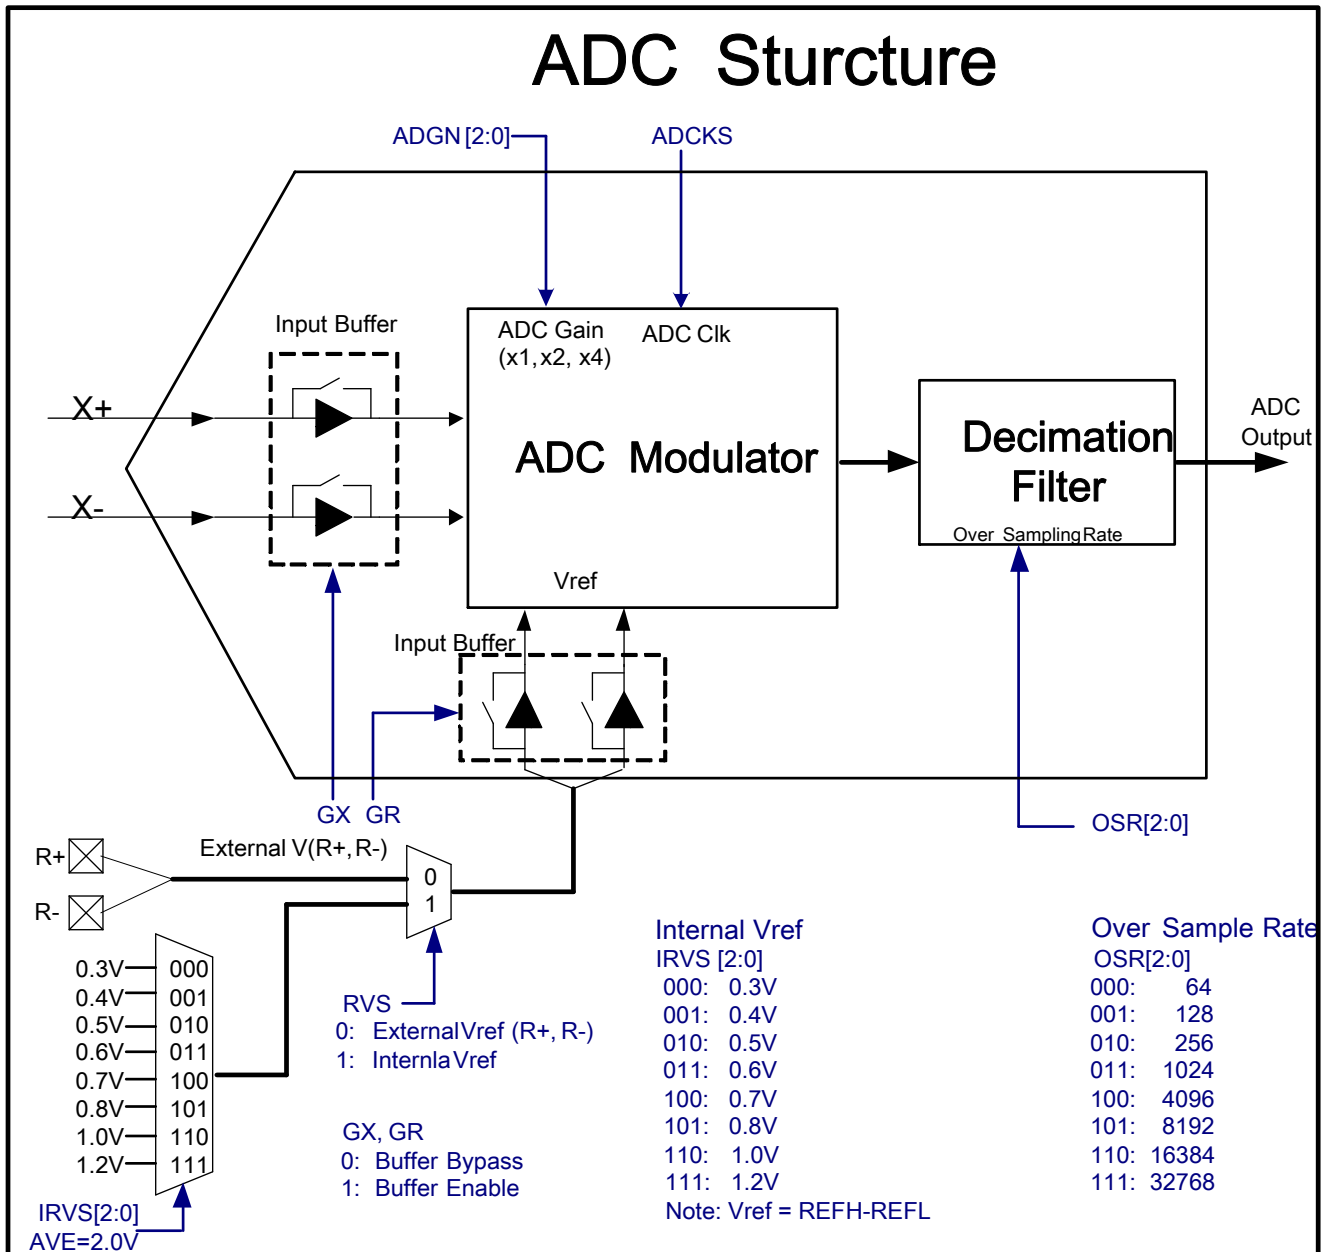 ADC Sturcture
ADGN [2:0]
ADCKS
Input Buffer
ADC Gain
(x1, x2, x4)
ADC Clk
X+
X-
ADC Modulator
Vref
Decimation
Filter
Over Sampling Rate
ADC
Output
Input Buffer
GX GR
OSR[2:0]
R+
R-
External V(R+, R-)
0
1
0.3V 000
0.4V 001
0.5V 010
0.6V 011
0.7V 100
0.8V 101
1.0V 110
1.2V 111
IRVS[2:0]
AVE=2.0V
RVS
0: External Vref (R+, R-)
1: Internla Vref
GX, GR
0: Buffer Bypass
1: Buffer Enable
Internal Vref
IRVS [2:0]
000: 0.3V
001: 0.4V
010: 0.5V
011: 0.6V
100: 0.7V
101: 0.8V
110: 1.0V
111: 1.2V
Note: Vref = REFH-REFL
Over Sample Rate
OSR[2:0]
000: 64
001: 128
010: 256
011: 1024
100: 4096
101: 8192
110: 16384
111: 32768